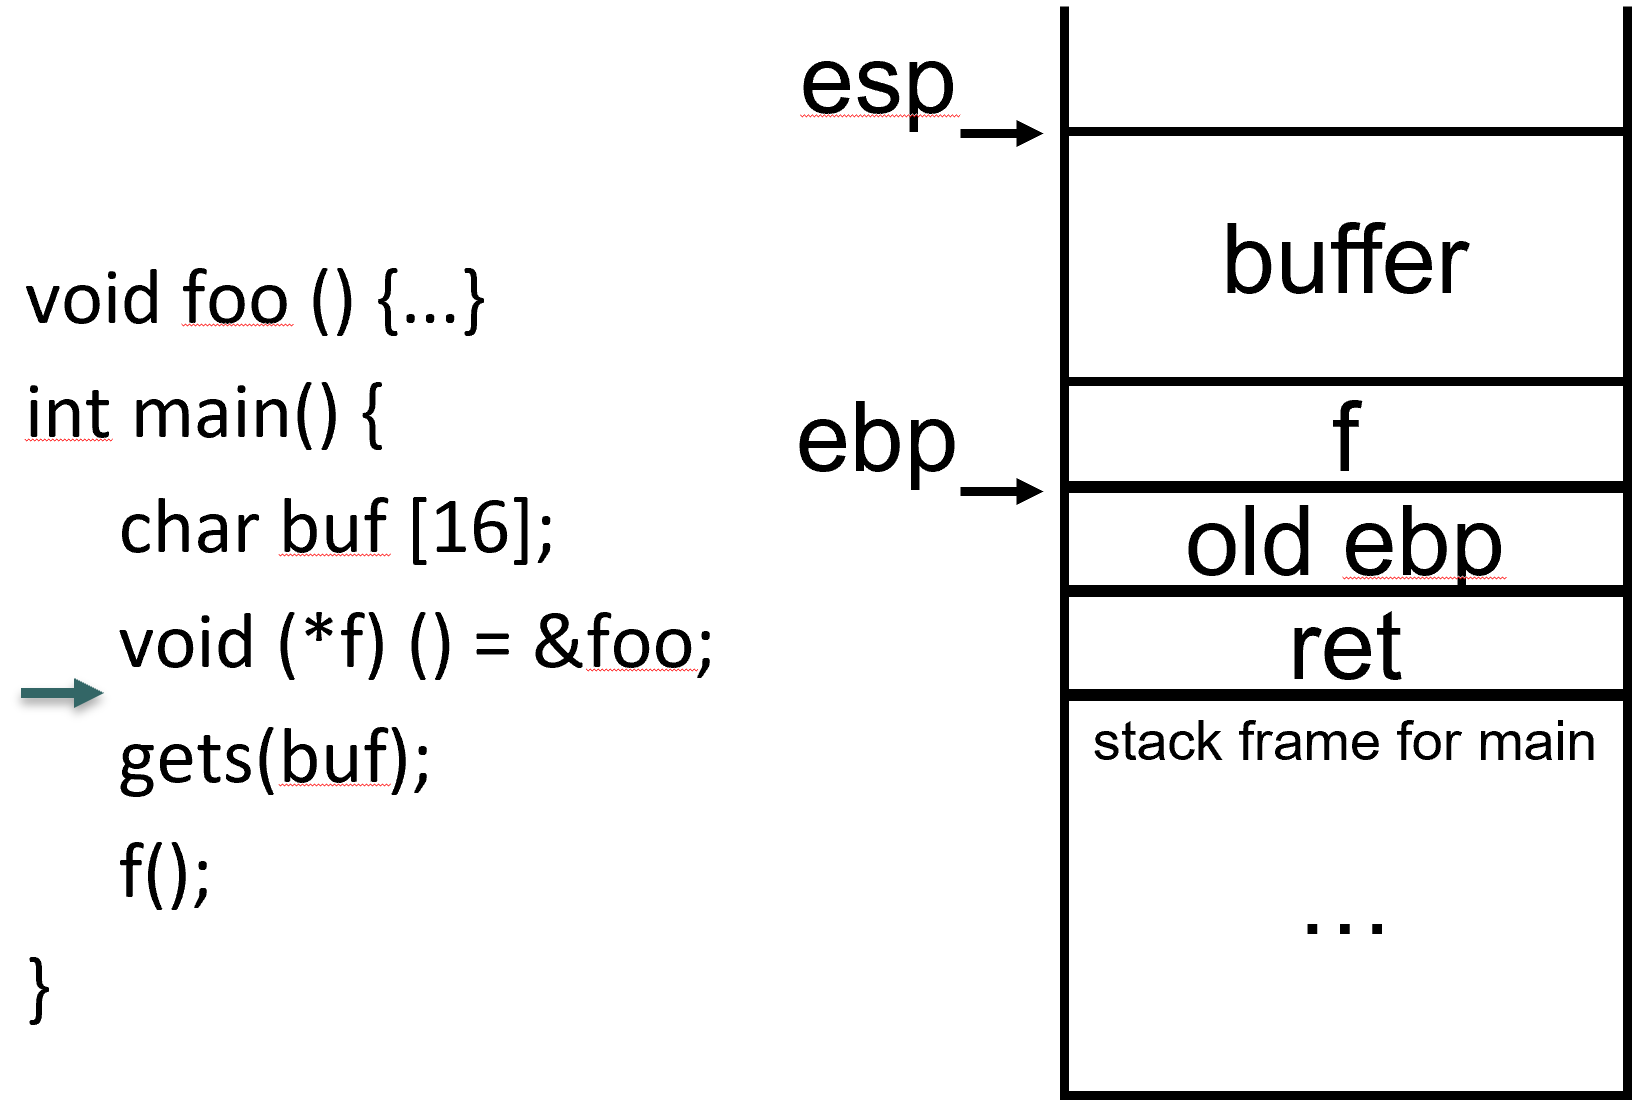 void foo () {...}
int main() {
char buf [16];
void (*f) () = &foo;
gets(buf);
f();
}
esp
ebp
buffer
f
old ebp
ret
stack frame for main
...